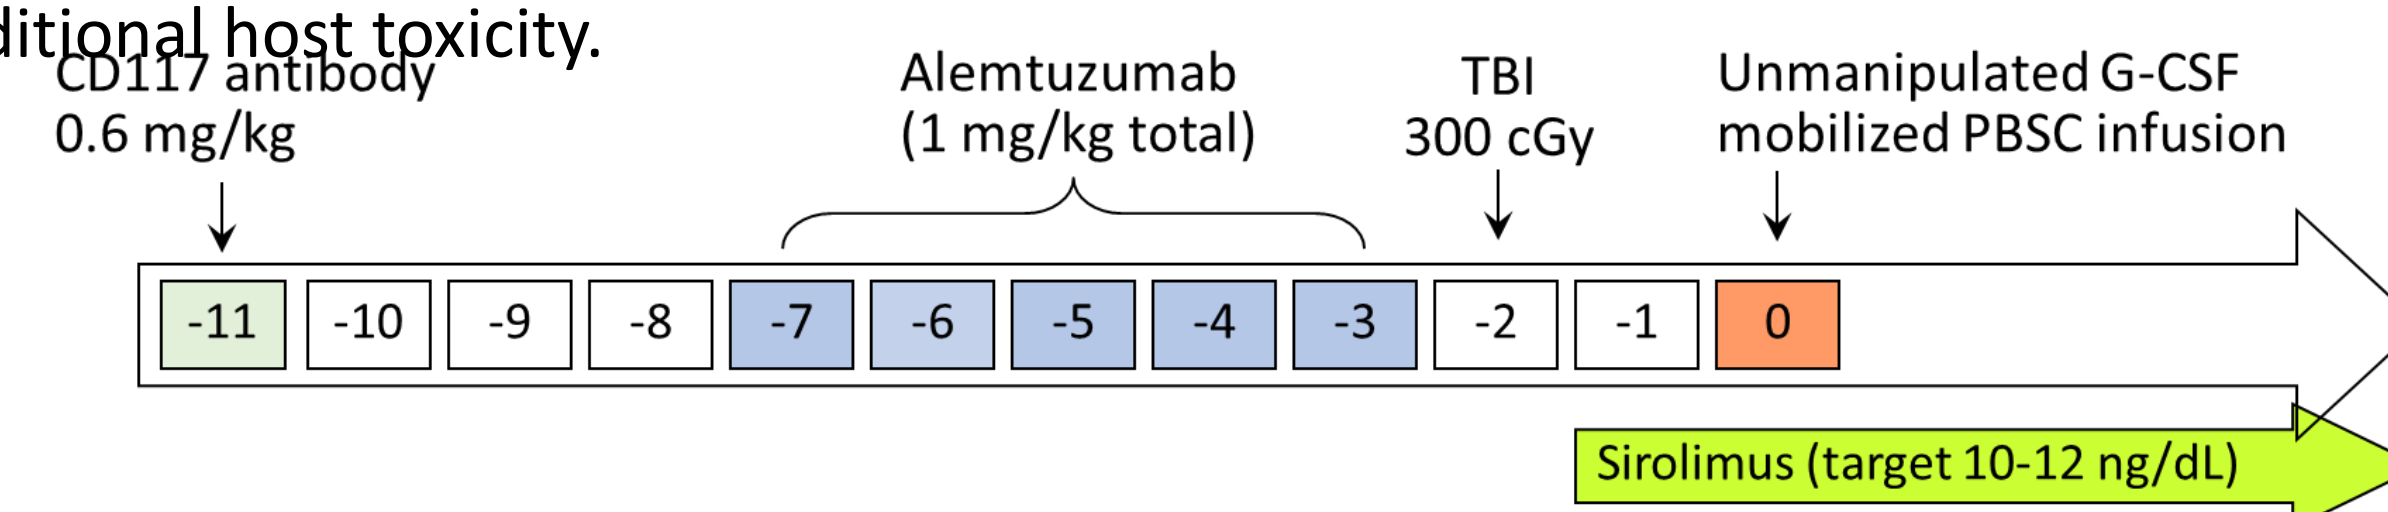 ditional host toxicity.
CD117 antibody
0.6 mg/kg
Alemtuzumab
(1 mg/kg total)
TBI
300 cGy
Unmanipulated G-CSF
mobilized PBSC infusion
-11 -10 -9 -8 -7 -6 -5 -4 -3 -2 -1 0
Sirolimus (target 10-12 ng/dL)